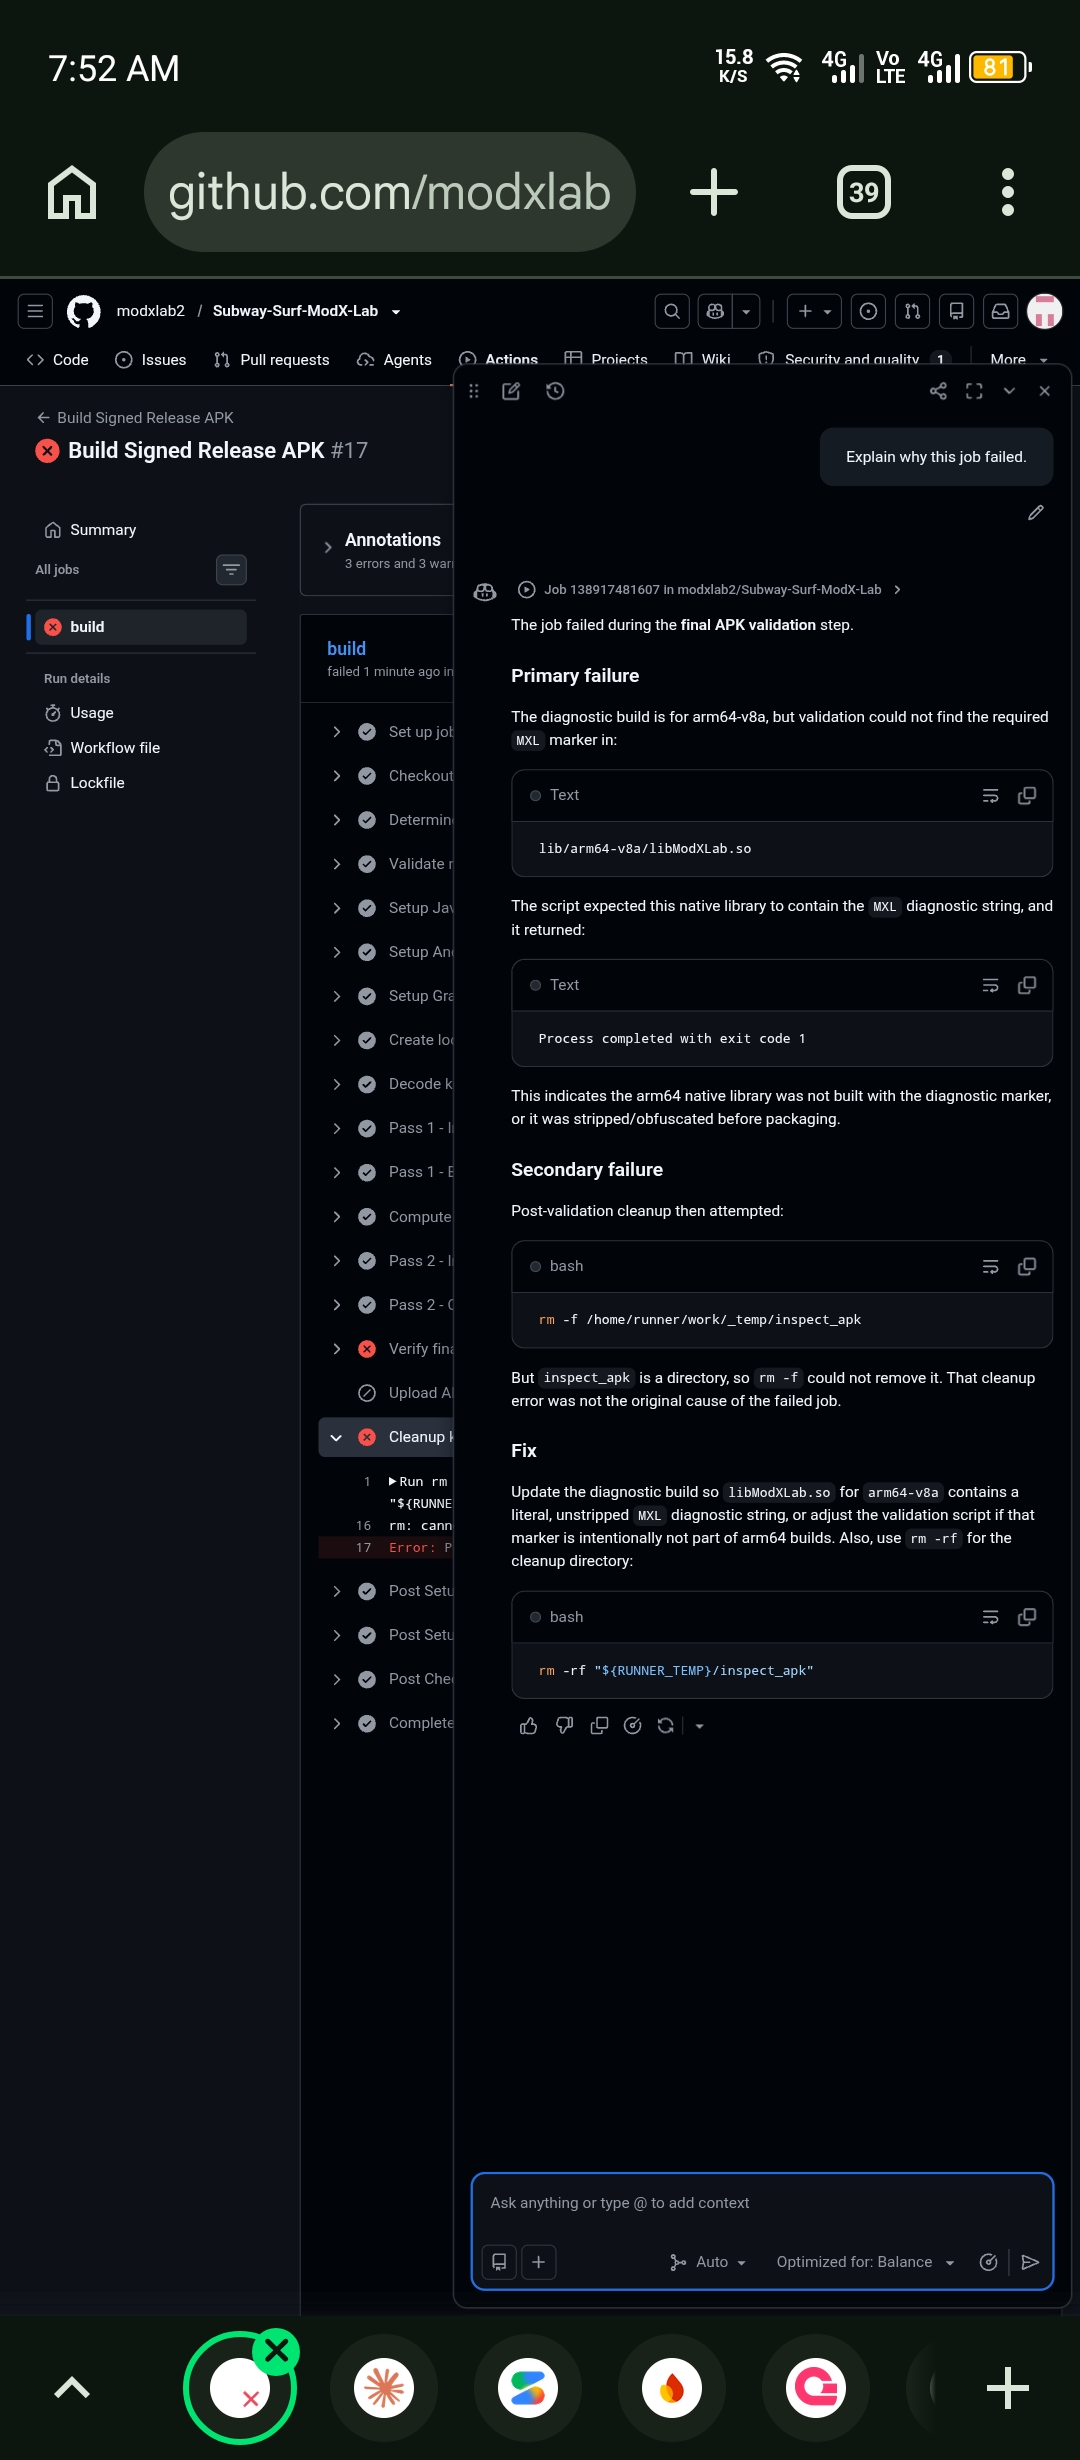 7:52 AM
15.8 K/S
4G
Vo LTE
4G
81
github.com/modxlab
39
modxlab2 / Subway-Surf-ModX-Lab
Code
Issues
Pull requests
Agents
Actions
Projects
Wiki
Security and quality 1
More
Build Signed Release APK
Build Signed Release APK #17
Summary
All jobs
build
Run details
Usage
Workflow file
Lockfile
Annotations
3 errors and 3 war
build
failed 1 minute ago in
Set up job
Checkout
Determin
Validate r
Setup Jav
Setup An
Setup Gra
Create lo
Decode k
Pass 1 - I
Pass 1 - E
Compute
Pass 2 - I
Pass 2 - C
Verify fina
Upload A
Cleanup k
1 Run rm
"${RUNNE
16 rm: cann
17 Error: P
Post Setu
Post Setu
Post Che
Complete
Explain why this job failed.
Job 138917481607 in modxlab2/Subway-Surf-ModX-Lab
The job failed during the final APK validation step.
Primary failure
The diagnostic build is for arm64-v8a, but validation could not find the required
MXL marker in:
Text
lib/arm64-v8a/libModXLab.so
The script expected this native library to contain the MXL diagnostic string, and
it returned:
Text
Process completed with exit code 1
This indicates the arm64 native library was not built with the diagnostic marker,
or it was stripped/obfuscated before packaging.
Secondary failure
Post-validation cleanup then attempted:
bash
rm -f /home/runner/work/_temp/inspect_apk
But inspect_apk is a directory, so rm -f could not remove it. That cleanup
error was not the original cause of the failed job.
Fix
Update the diagnostic build so libModXLab.so for arm64-v8a contains a
literal, unstripped MXL diagnostic string, or adjust the validation script if that
marker is intentionally not part of arm64 builds. Also, use rm -rf for the
cleanup directory:
bash
rm -rf "${RUNNER_TEMP}/inspect_apk"
Ask anything or type @ to add context
Auto
Optimized for: Balance